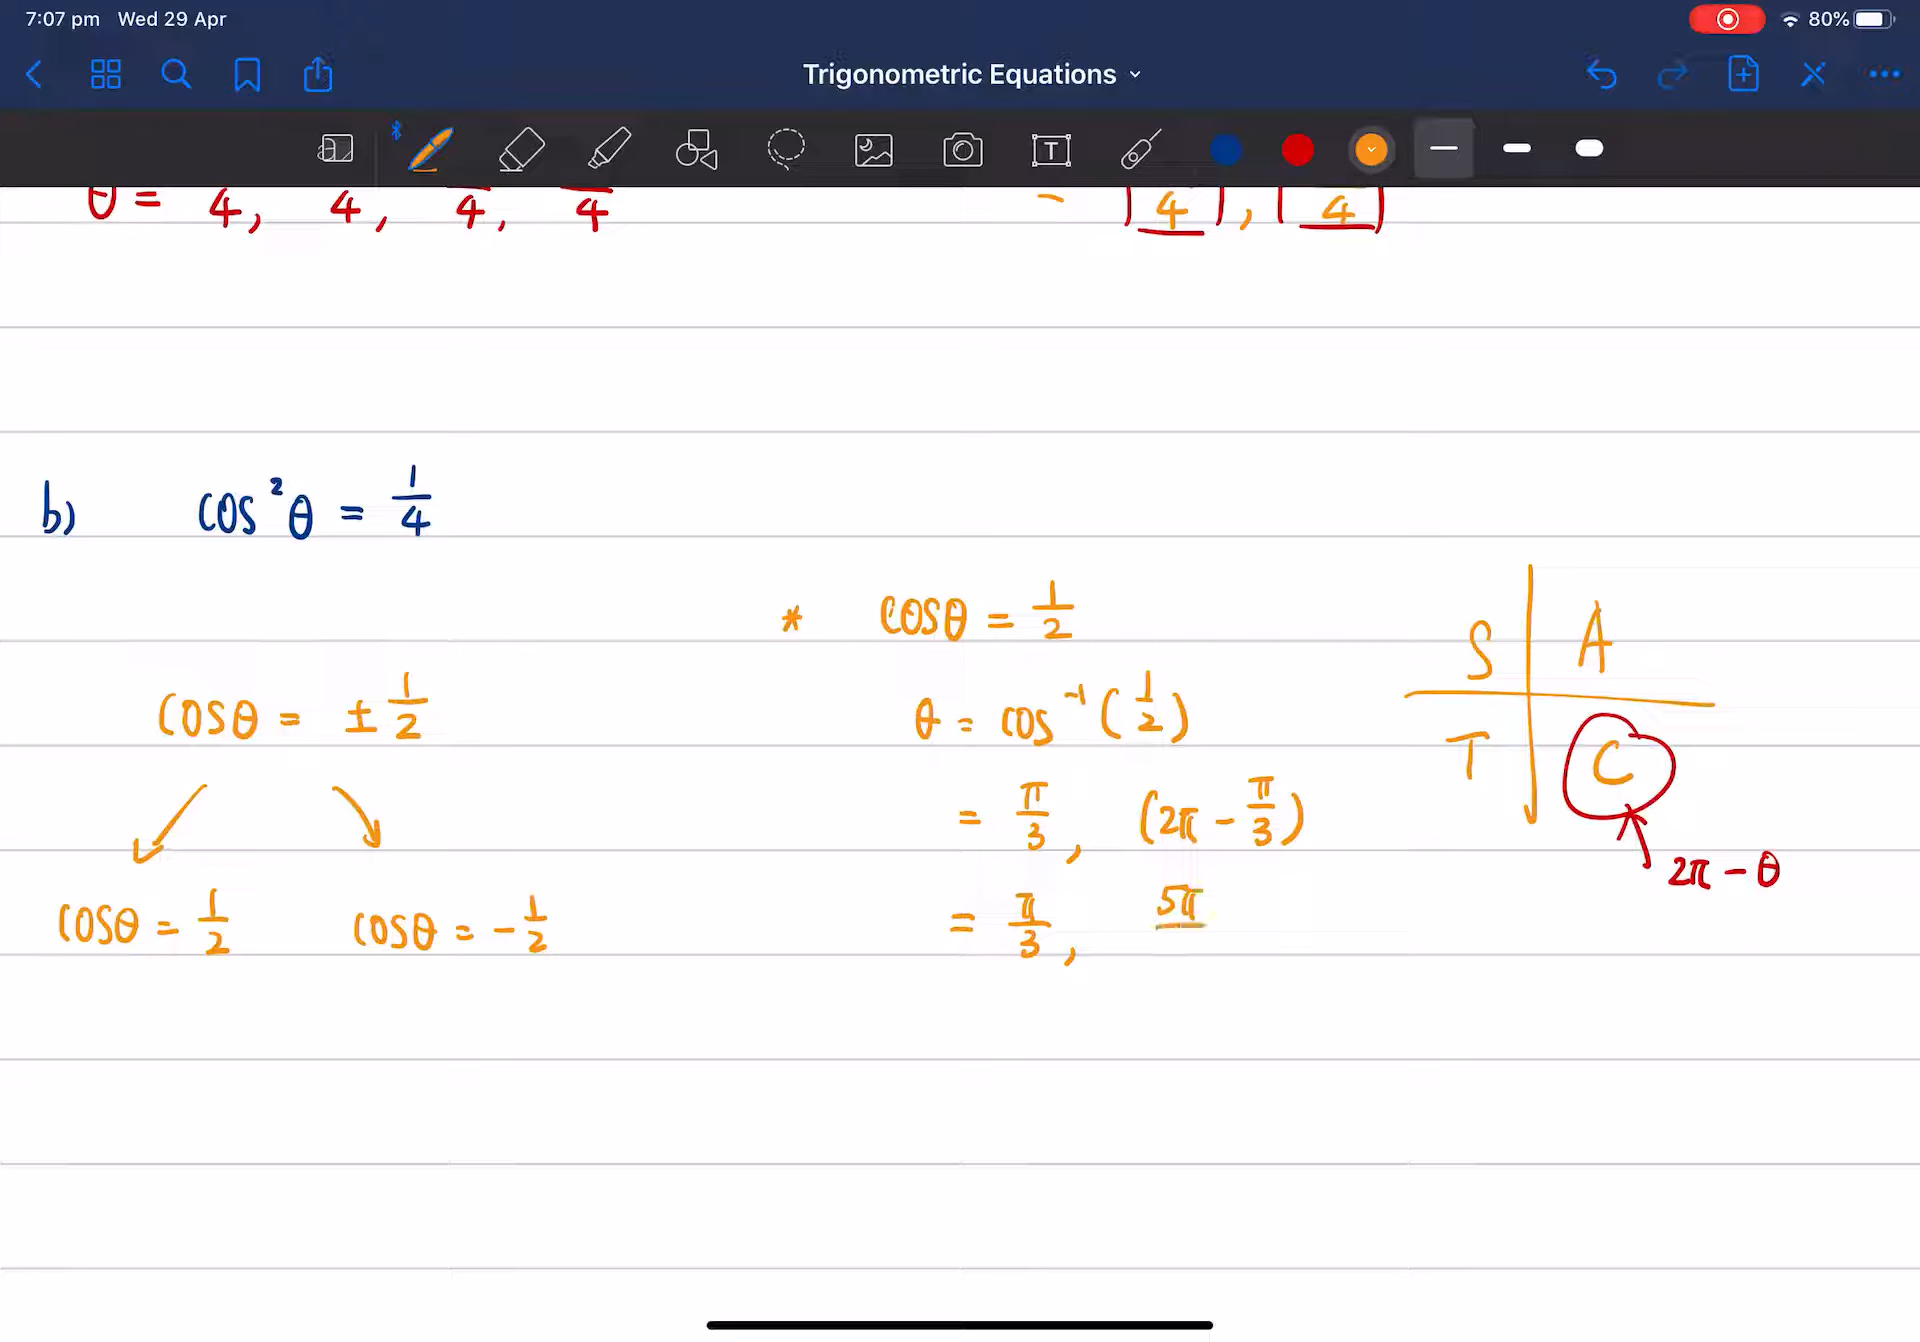 7:07 pm Wed 29 Apr
80%
Trigonometric Equations
T
θ = 4, 4, 4, 4
4, 4
b) cos²θ = 1/4
* cosθ = 1/2
S A
cosθ = ± 1/2
θ = cos⁻¹(1/2)
T C
= π/3, (2π - π/3)
2π - θ
cosθ = 1/2 cosθ = -1/2
= π/3, 5π